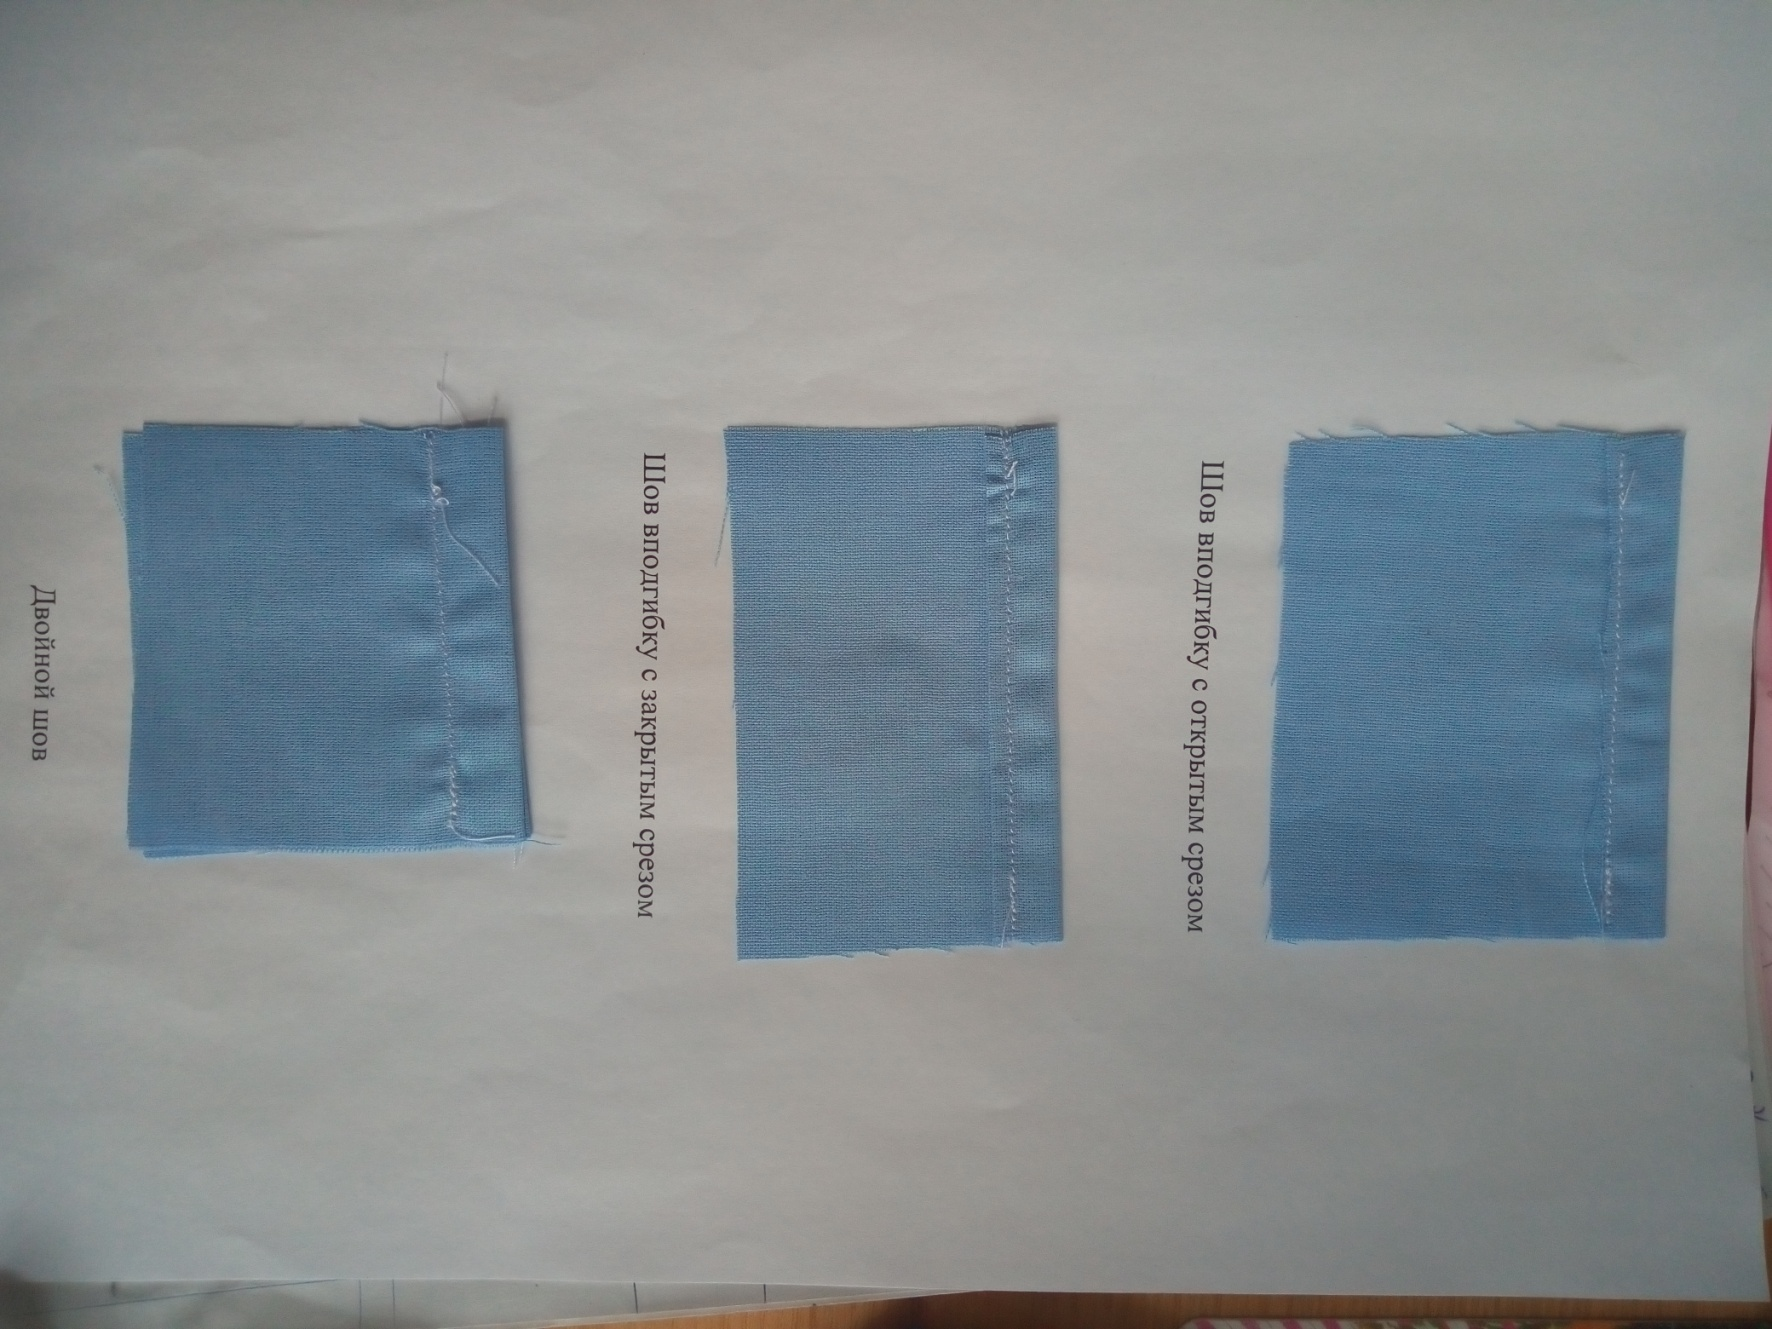 Шов вподгибку с открытым срезом
Шов вподгибку с закрытым срезом
Двойной шов